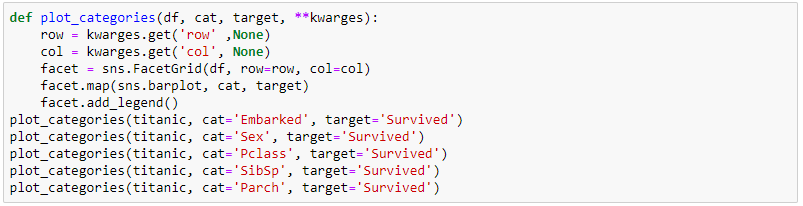 def plot_categories(df, cat, target, **kwarges):
    row = kwarges.get('row' ,None)
    col = kwarges.get('col', None)
    facet = sns.FacetGrid(df, row=row, col=col)
    facet.map(sns.barplot, cat, target)
    facet.add_legend()
plot_categories(titanic, cat='Embarked', target='Survived')
plot_categories(titanic, cat='Sex', target='Survived')
plot_categories(titanic, cat='Pclass', target='Survived')
plot_categories(titanic, cat='SibSp', target='Survived')
plot_categories(titanic, cat='Parch', target='Survived')